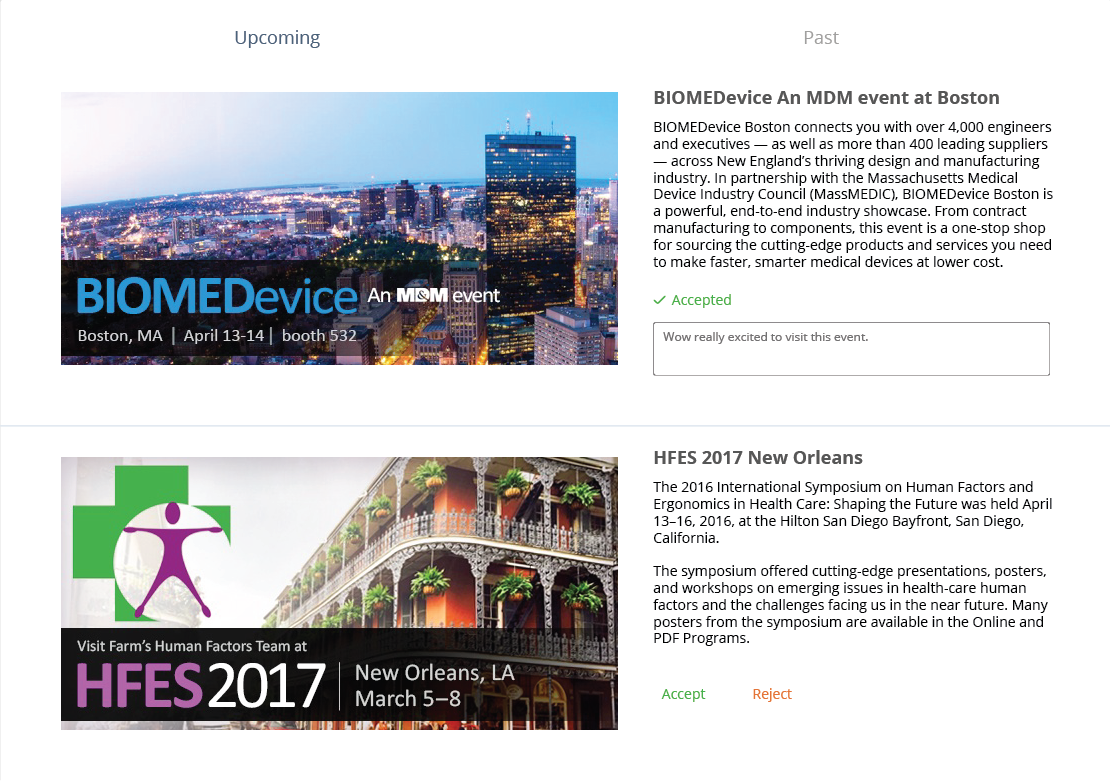 Upcoming
Past
BIOMEDevice An MDM event
Boston, MA | April 13-14 | booth 532
BIOMEDevice An MDM event at Boston
BIOMEDevice Boston connects you with over 4,000 engineers
and executives — as well as more than 400 leading suppliers
— across New England’s thriving design and manufacturing
industry. In partnership with the Massachusetts Medical
Device Industry Council (MassMEDIC), BIOMEDevice Boston is
a powerful, end-to-end industry showcase. From contract
manufacturing to components, this event is a one-stop shop
for sourcing the cutting-edge products and services you need
to make faster, smarter medical devices at lower cost.
Accepted
Wow really excited to visit this event.
Visit Farm’s Human Factors Team at
HFES 2017
New Orleans, LA
March 5–8
HFES 2017 New Orleans
The 2016 International Symposium on Human Factors and
Ergonomics in Health Care: Shaping the Future was held April
13–16, 2016, at the Hilton San Diego Bayfront, San Diego,
California.
The symposium offered cutting-edge presentations, posters,
and workshops on emerging issues in health-care human
factors and the challenges facing us in the near future. Many
posters from the symposium are available in the Online and
PDF Programs.
Accept
Reject